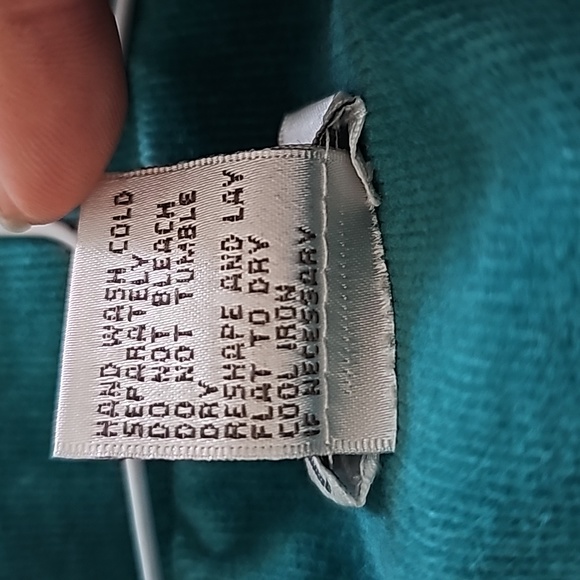 HAND WASH COLD
SEPARATELY
DO NOT BLEACH
DO NOT TUMBLE
DRY
RESHAPE AND LAY
FLAT TO DRY
COOL IRON
IF NECESSARY